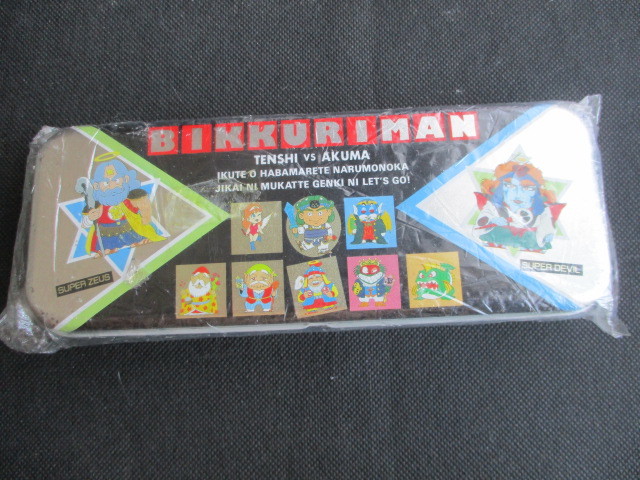 BIKKURIMAN
TENSHI VS AKUMA
IKUTE O HABAMARETE NARUMONOKA
JIKAI NI MUKATTE GENKI NI LET'S GO!
SUPER ZEUS
SUPER DEVIL